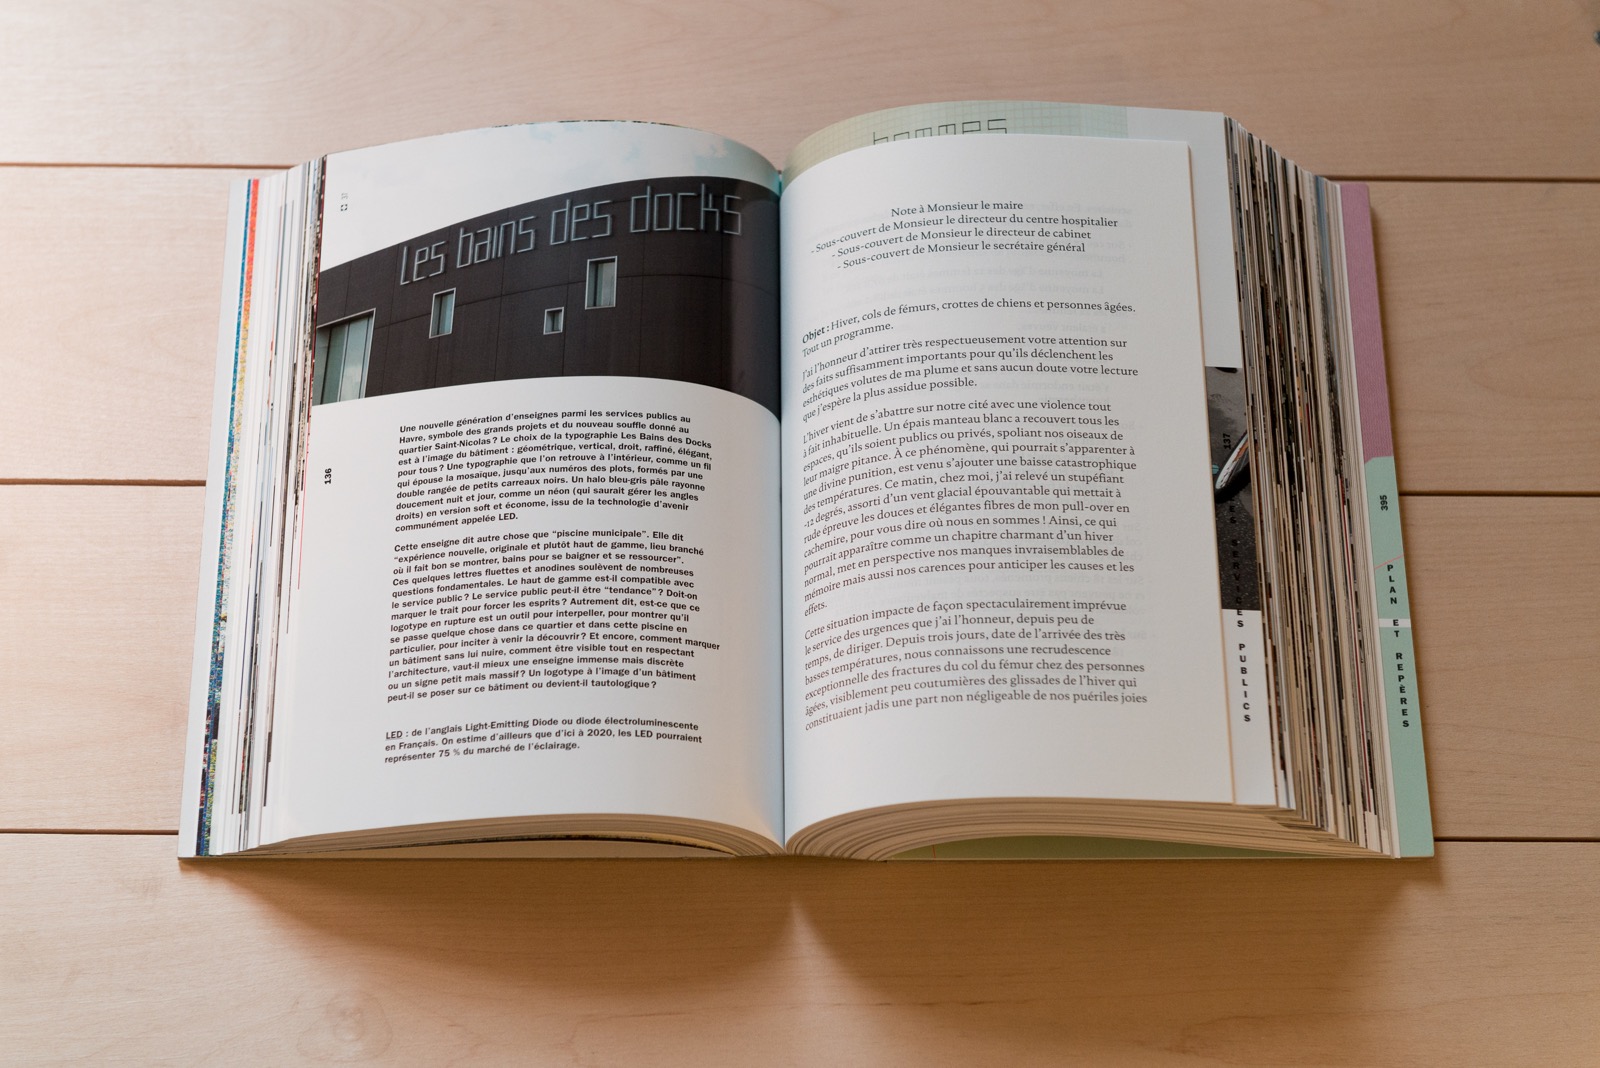 Les bains des docks
136
Une nouvelle génération d'enseignes parmi les services publics au
Havre, symbole des grands projets et du nouveau souffle donné au
quartier Saint-Nicolas ? Le choix de la typographie Les Bains des Docks
est à l'image du bâtiment : géométrique, vertical, droit, raffiné, élégant,
pour tous ? Une typographie que l'on retrouve à l'intérieur, comme un fil
qui épouse la mosaïque, jusqu'aux numéros des plots, formés par une
double rangée de petits carreaux noirs. Un halo bleu-gris pâle rayonne
doucement nuit et jour, comme un néon (qui saurait gérer les angles
droits) en version soft et économe, issu de la technologie d'avenir
communément appelée LED.
Cette enseigne dit autre chose que “piscine municipale”. Elle dit
“expérience nouvelle, originale et plutôt haut de gamme, lieu branché
où il fait bon se montrer, bains pour se baigner et se ressourcer”.
Ces quelques lettres fluettes et anodines soulèvent de nombreuses
questions fondamentales. Le haut de gamme est-il compatible avec
le service public ? Le service public peut-il être “tendance” ? Doit-on
marquer le trait pour forcer les esprits ? Autrement dit, est-ce que ce
logotype en rupture est un outil pour interpeller, pour montrer qu'il
se passe quelque chose dans ce quartier et dans cette piscine en
particulier, pour inciter à venir la découvrir ? Et encore, comment marquer
un bâtiment sans lui nuire, comment être visible tout en respectant
l'architecture, vaut-il mieux une enseigne immense mais discrète
ou un signe petit mais massif ? Un logotype à l'image d'un bâtiment
peut-il se poser sur ce bâtiment ou devient-il tautologique ?
LED : de l'anglais Light-Emitting Diode ou diode électroluminescente
en Français. On estime d'ailleurs que d'ici à 2020, les LED pourraient
représenter 75 % du marché de l'éclairage.
hommes
Note à Monsieur le maire
- Sous-couvert de Monsieur le directeur du centre hospitalier
- Sous-couvert de Monsieur le directeur de cabinet
- Sous-couvert de Monsieur le secrétaire général
Objet : Hiver, cols de fémurs, crottes de chiens et personnes âgées.
Tout un programme.
J'ai l'honneur d'attirer très respectueusement votre attention sur
des faits suffisamment importants pour qu'ils déclenchent les
esthétiques volutes de ma plume et sans aucun doute votre lecture
que j'espère la plus assidue possible.
L'hiver vient de s'abattre sur notre cité avec une violence tout
à fait inhabituelle. Un épais manteau blanc a recouvert tous les
espaces, qu'ils soient publics ou privés, spoliant nos oiseaux de
leur maigre pitance. À ce phénomène, qui pourrait s'apparenter à
une divine punition, est venu s'ajouter une baisse catastrophique
des températures. Ce matin, chez moi, j'ai relevé un stupéfiant
-12 degrés, assorti d'un vent glacial épouvantable qui mettait à
rude épreuve les douces et élégantes fibres de mon pull-over en
cachemire, pour vous dire où nous en sommes ! Ainsi, ce qui
pourrait apparaître comme un chapitre charmant d'un hiver
normal, met en perspective nos manques invraisemblables de
mémoire mais aussi nos carences pour anticiper les causes et les
effets.
Cette situation impacte de façon spectaculairement imprévue
le service des urgences que j'ai l'honneur, depuis peu de
temps, de diriger. Depuis trois jours, date de l'arrivée des très
basses températures, nous connaissons une recrudescence
exceptionnelle des fractures du col du fémur chez des personnes
âgées, visiblement peu coutumières des glissades de l'hiver qui
constituaient jadis une part non négligeable de nos puériles joies
137
LES SERVICES PUBLICS
395
PLAN ET REPÈRES